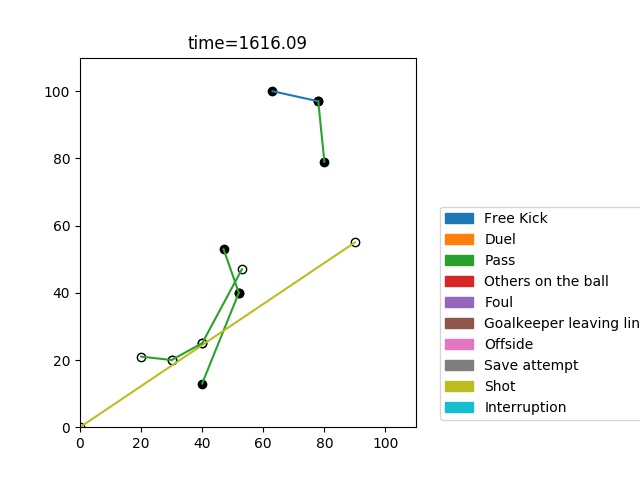 time=1616.09
100
80
60
40
20
0
0 20 40 60 80 100
Free Kick
Duel
Pass
Others on the ball
Foul
Goalkeeper leaving lin
Offside
Save attempt
Shot
Interruption